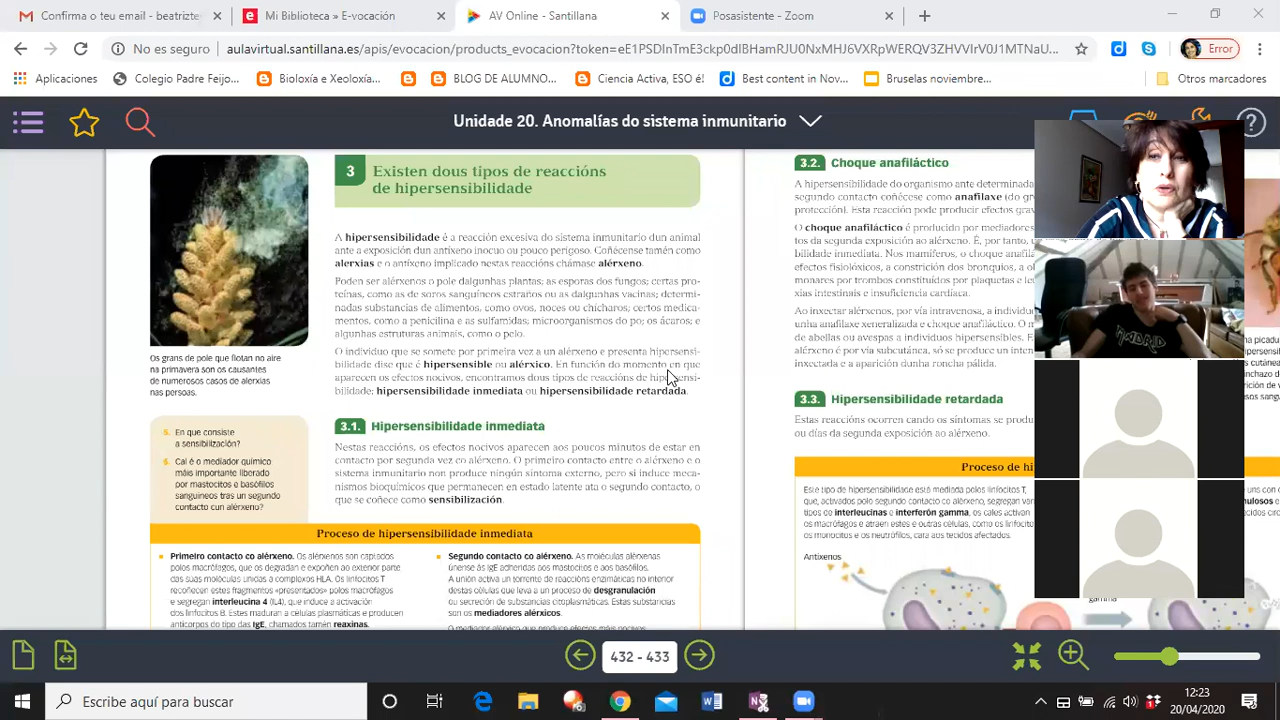 Confirma o teu email - beatrizte
Mi Biblioteca » E-vocación
AV Online - Santillana
Posasistente - Zoom
No es seguro
aulavirtual.santillana.es/apis/evocacion/products_evocacion?token=
Error
Aplicaciones
Colegio Padre Feijo...
Bioloxía e Xeoloxía...
BLOG DE ALUMNO...
Ciencia Activa, ESO é!
Best content in Nov...
Bruselas noviembre...
Otros marcadores
Unidade 20. Anomalías do sistema inmunitario
Os grans de pole que flotan no aire
na primavera son os causantes
de numerosos casos de alerxias
nas persoas.
5. En que consiste
a sensibilización?
6. Cal é o mediador químico
máis importante liberado
por mastocitos e basófilos
sanguíneos tras un segundo
contacto cun alérxeno?
3 Existen dous tipos de reaccións
de hipersensibilidade
A hipersensibilidade é a reacción excesiva do sistema inmunitario dun animal
ante a exposición dun antíxeno inocuo ou pouco perigoso. Coñécense tamén como
alerxias e o antíxeno implicado nestas reaccións chámase alérxeno.
Poden ser alérxenos o pole dalgunhas plantas; as esporas dos fungos; certas pro-
teínas, como as de soros sanguíneos estraños ou as dalgunhas vacinas; determi-
nadas substancias de alimentos, como ovos, noces ou chícharos; certos medica-
mentos, como a penicilina e as sulfamidas; microorganismos do po; os ácaros; e
algunhas estruturas animais, como o pelo.
O individuo que se somete por primeira vez a un alérxeno e presenta hipersensi-
bilidade dise que é hipersensible ou alérxico. En función do momento en que
aparecen os efectos nocivos, encontramos dous tipos de reaccións de hipersensi-
bilidade: hipersensibilidade inmediata ou hipersensibilidade retardada.
3.1. Hipersensibilidade inmediata
Nestas reaccións, os efectos nocivos aparecen aos poucos minutos de estar en
contacto por segunda vez co alérxeno. O primeiro contacto entre o alérxeno e o
sistema inmunitario non produce ningún síntoma externo, pero si induce meca-
nismos bioquímicos que permanecen en estado latente ata o segundo contacto, o
que se coñece como sensibilización.
Proceso de hipersensibilidade inmediata
Primeiro contacto co alérxeno. Os alérxenos son captados
polos macrófagos, que os degradan e expoñen ao exterior parte
das súas moléculas unidas a complexos HLA. Os linfocitos T
recoñecen estes fragmentos «presentados» polos macrófagos
e segregan interleucina 4 (IL4), que induce a activación
dos linfocitos B. Estes maduran a células plasmáticas e producen
anticorpos do tipo das IgE, chamados tamén reaxinas.
Segundo contacto co alérxeno. As moléculas alérxenas
únense ás IgE adheridas aos mastocitos e aos basófilos.
A unión activa un torrente de reaccións enzimáticas no interior
destas células que leva a un proceso de desgranulación
ou secreción de substancias citoplasmáticas. Estas substancias
son os mediadores alérxicos.
O mediador alérxico que produce efectos máis nocivos
3.2. Choque anafiláctico
A hipersensibilidade do organismo ante determinada
segundo contacto coñécese como anafilaxe (do gr
protección). Esta reacción pode producir efectos grav
O choque anafiláctico é producido por mediadores
tos da segunda exposición ao alérxeno. É, por tanto, u
bilidade inmediata. Nos mamíferos, o choque anafila
efectos fisiolóxicos, a constrición dos bronquios, a ob
monares por trombos constituídos por plaquetas e le
xias intestinais e insuficiencia cardíaca.
Ao inxectar alérxenos, por vía intravenosa, a individuo
unha anafilaxe xeneralizada e choque anafiláctico. O m
de abellas ou avespas a individuos hipersensibles. E
alérxeno é por vía subcutánea, só se produce un inten
inxectada e a aparición dunha roncha pálida.
3.3. Hipersensibilidade retardada
Estas reaccións ocorren cando os síntomas se produ
ou días da segunda exposición ao alérxeno.
Proceso de hi
Este tipo de hipersensibilidade está mediada polos linfocitos T,
que, activados polo segundo contacto co alérxeno, segregan var
tipos de interleucinas e interferón gamma, os cales activan
os macrófagos e atraen estes e outras células, como os linfocito
os monocitos e os neutrófilos, cara aos tecidos afectados.
Antíxenos
gamma
432 - 433
Escribe aquí para buscar
12:23
20/04/2020